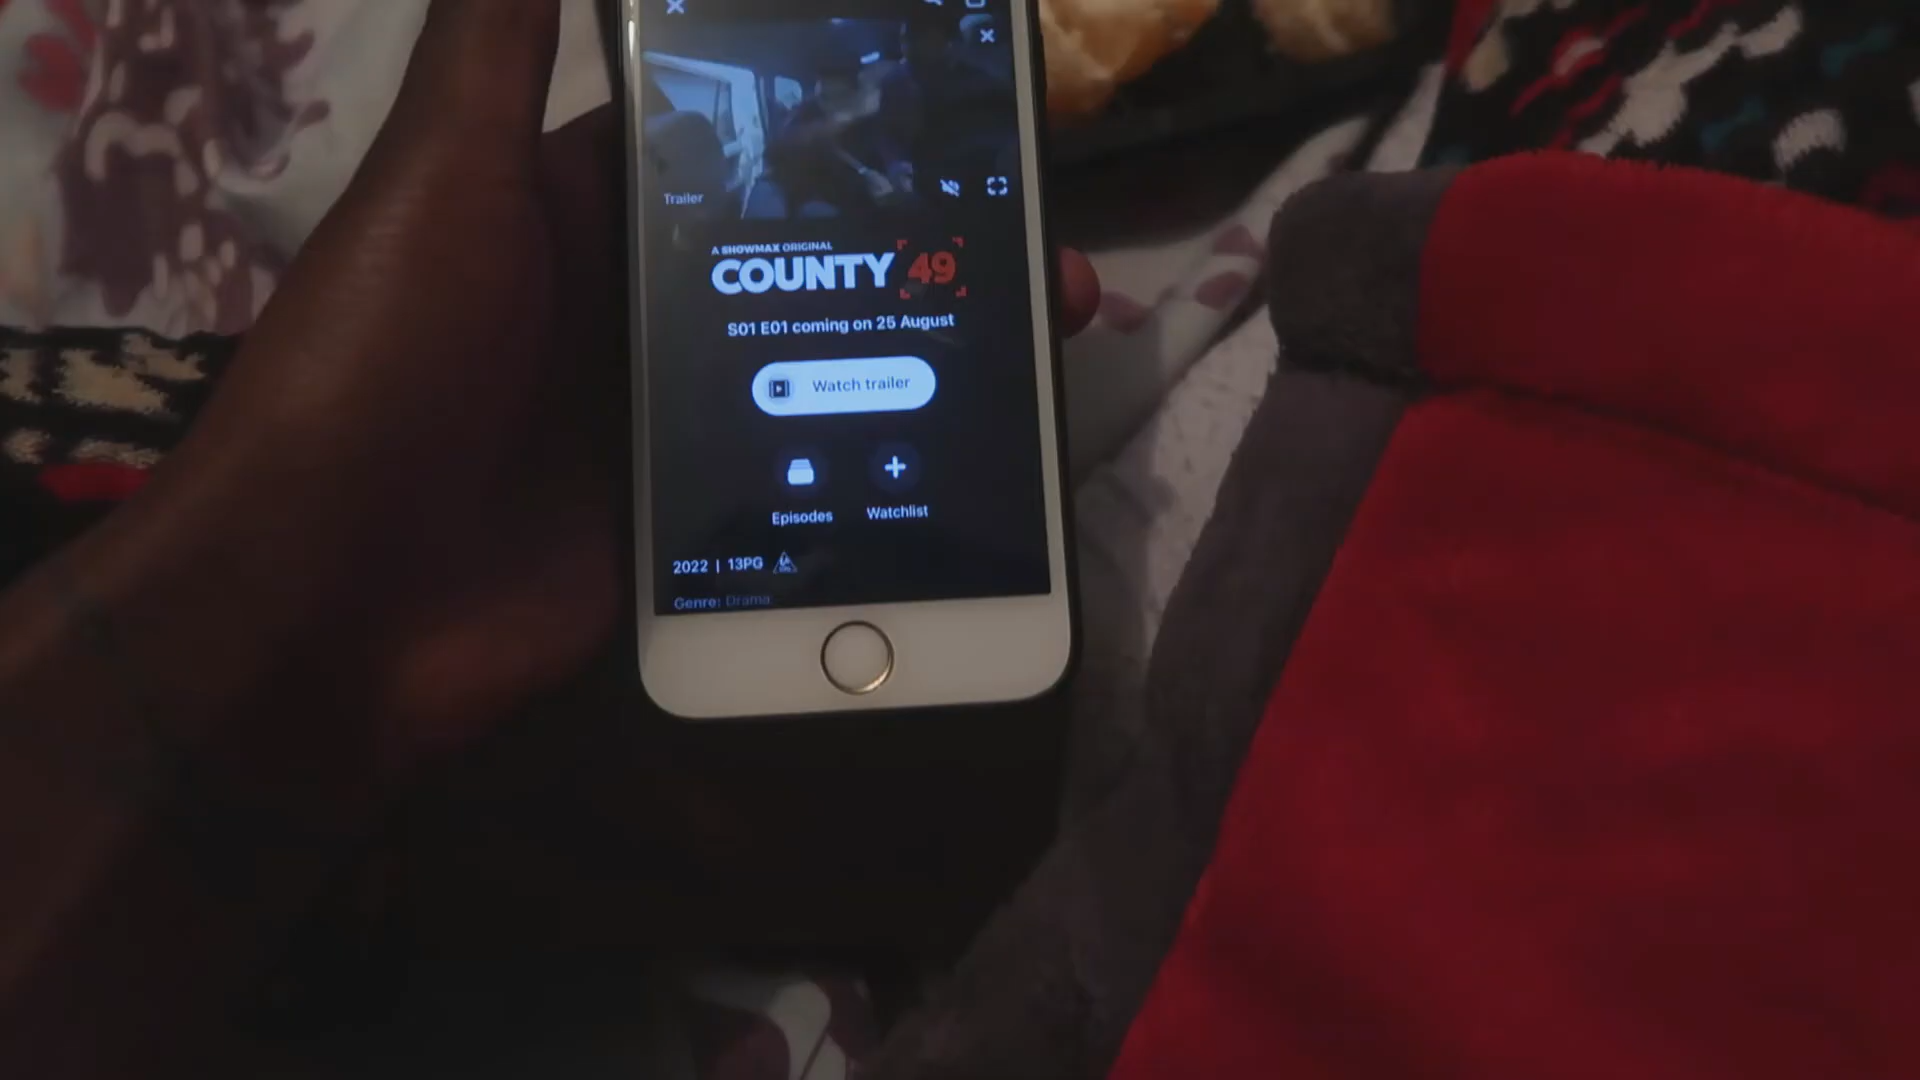 Trailer
A SHOWMAX ORIGINAL
COUNTY 49
S01 E01 coming on 25 August
Watch trailer
Episodes
Watchlist
2022 | 13PG
Genre: Drama